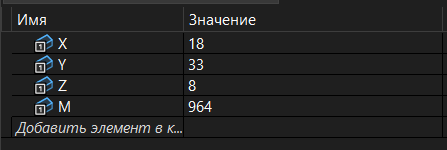 Имя Значение
X 18
Y 33
Z 8
M 964
Добавить элемент в к...